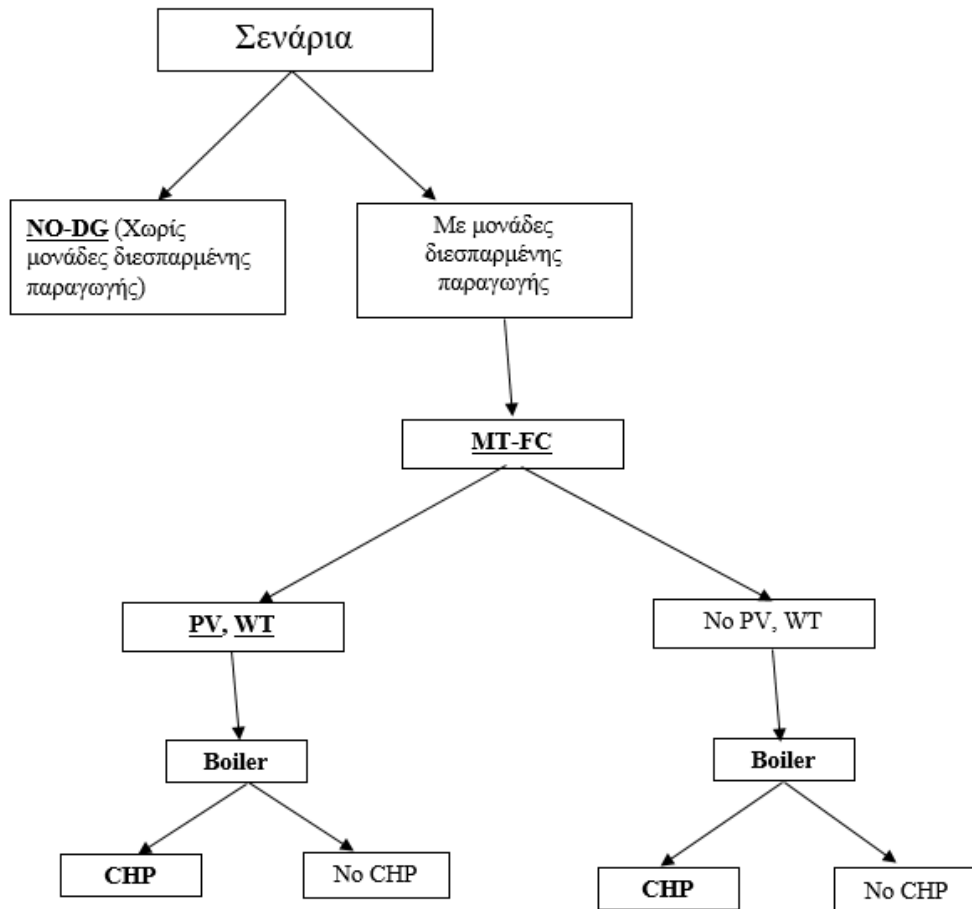 Σενάρια
NO-DG (Χωρίς
μονάδες διεσπαρμένης
παραγωγής)
Με μονάδες
διεσπαρμένης
παραγωγής
MT-FC
PV, WT
No PV, WT
Boiler
Boiler
CHP
No CHP
CHP
No CHP